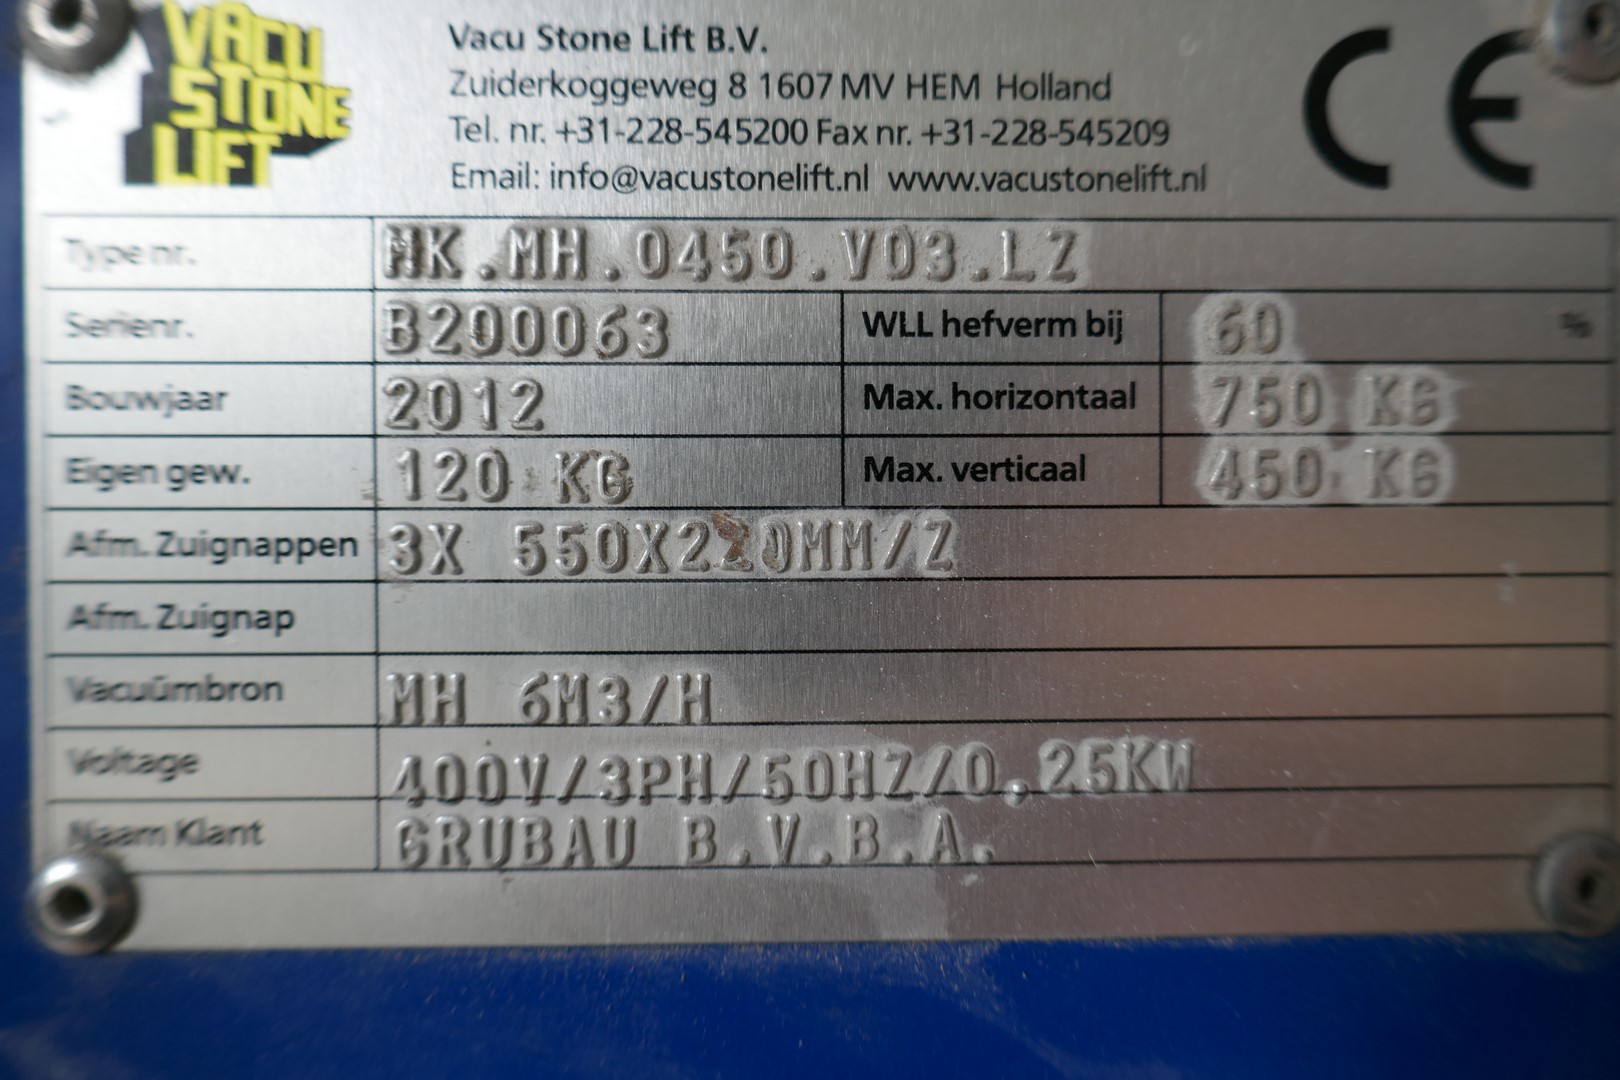 VACU
STONE
LIFT
Vacu Stone Lift B.V.
Zuiderkoggeweg 8 1607 MV HEM Holland
Tel. nr. +31-228-545200 Fax nr. +31-228-545209
Email: info@vacustonelift.nl www.vacustonelift.nl
CE
Type nr. MK.MH.0450.V03.LZ
Serienr. B200063 WLL hefverm bij 60 %
Bouwjaar 2012 Max. horizontaal 750 KG
Eigen gew. 120 KG Max. verticaal 450 KG
Afm. Zuignappen 3X 550X220MM/Z
Afm. Zuignap
Vacuümbron MH 6M3/H
Voltage 400V/3PH/50HZ/0,25KW
Naam Klant GRUBAU B.V.B.A.